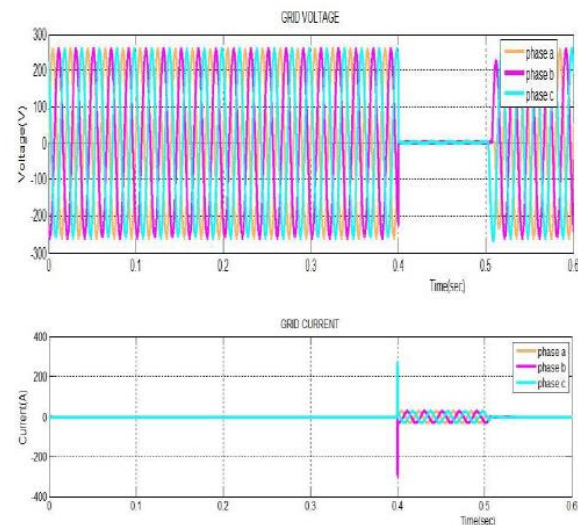 GRID VOLTAGE
300
200
100
0
-100
-200
300
Voltage(V)
phase a
phase b
phase c
0
0.1
0.2
0.3
0.4
0.5
0.6
Time(sec)
GRID CURRENT
400
200
0
-200
-400
Current(A)
phase a
phase b
phase c
0
0.1
0.2
0.3
0.4
0.5
0.6
Time(sec)